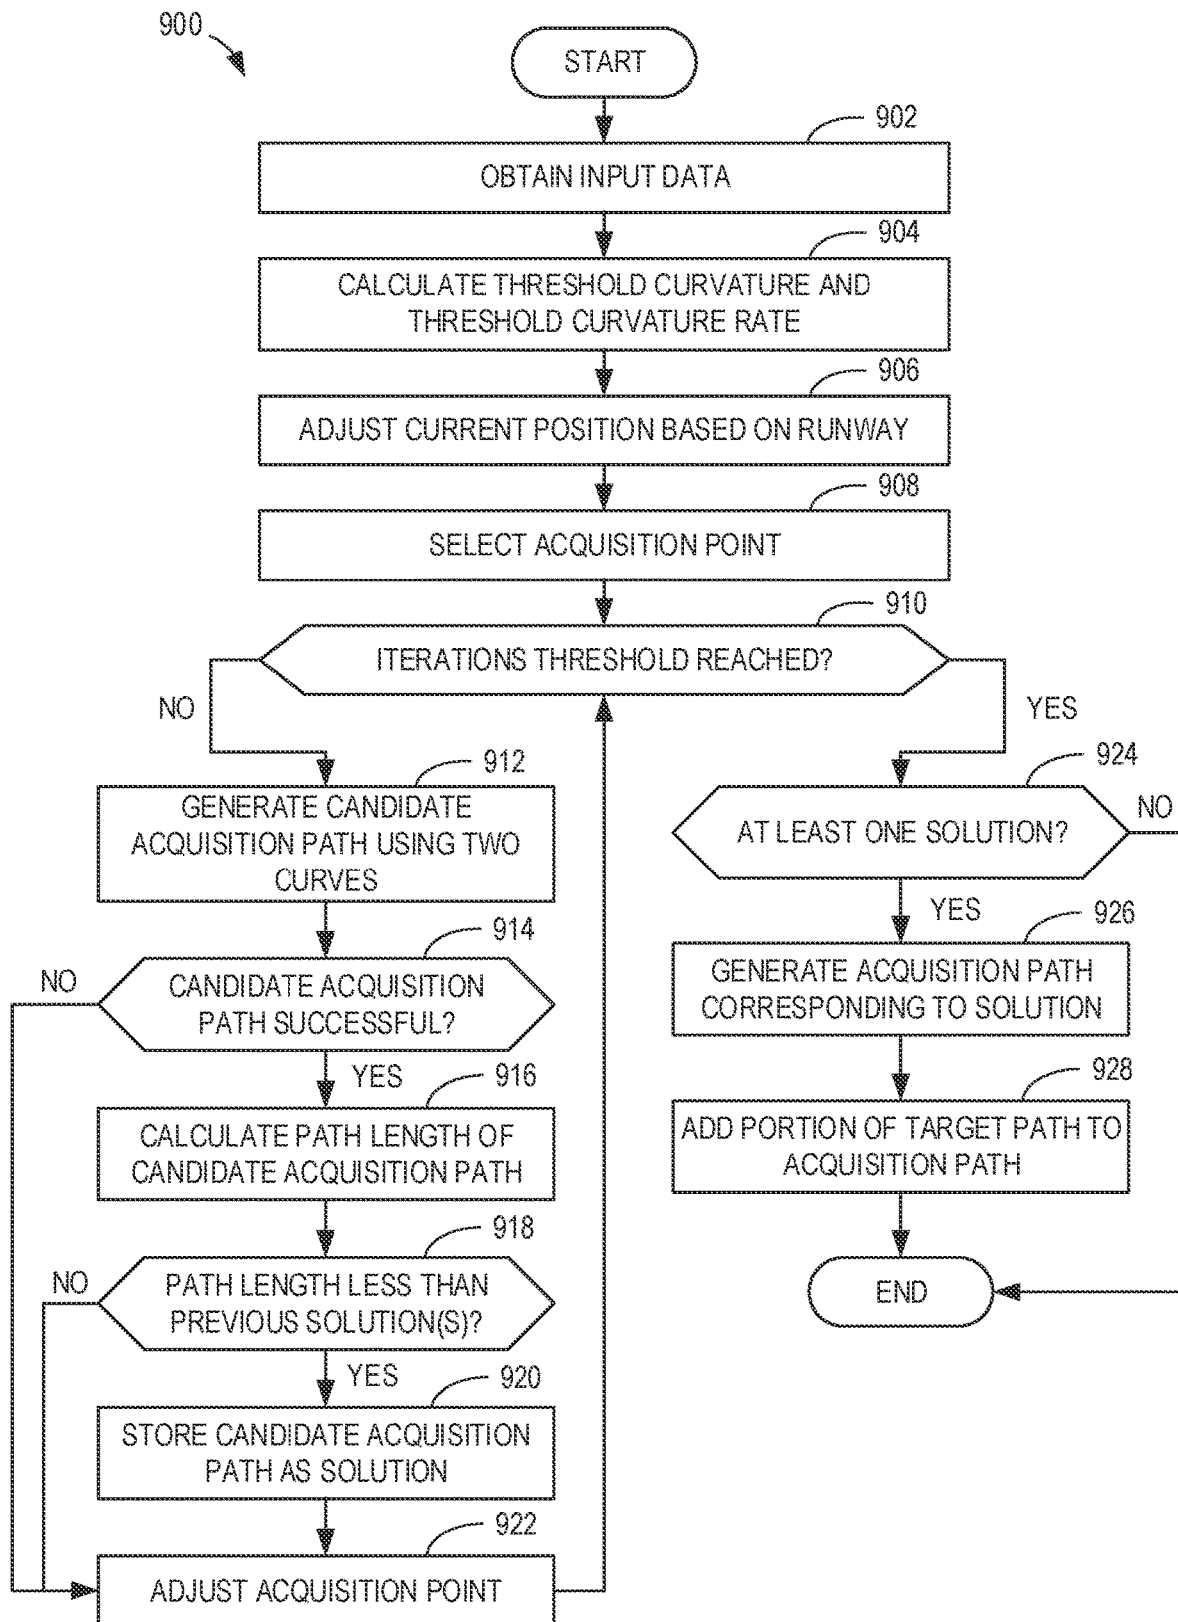 900
START
902
OBTAIN INPUT DATA
904
CALCULATE THRESHOLD CURVATURE AND
THRESHOLD CURVATURE RATE
906
ADJUST CURRENT POSITION BASED ON RUNWAY
908
SELECT ACQUISITION POINT
910
ITERATIONS THRESHOLD REACHED?
NO
912
GENERATE CANDIDATE
ACQUISITION PATH USING TWO
CURVES
914
NO
CANDIDATE ACQUISITION
PATH SUCCESSFUL?
YES
916
CALCULATE PATH LENGTH OF
CANDIDATE ACQUISITION PATH
918
NO
PATH LENGTH LESS THAN
PREVIOUS SOLUTION(S)?
YES
920
STORE CANDIDATE ACQUISITION
PATH AS SOLUTION
922
ADJUST ACQUISITION POINT
YES
924
AT LEAST ONE SOLUTION?
NO
YES
926
GENERATE ACQUISITION PATH
CORRESPONDING TO SOLUTION
928
ADD PORTION OF TARGET PATH TO
ACQUISITION PATH
END